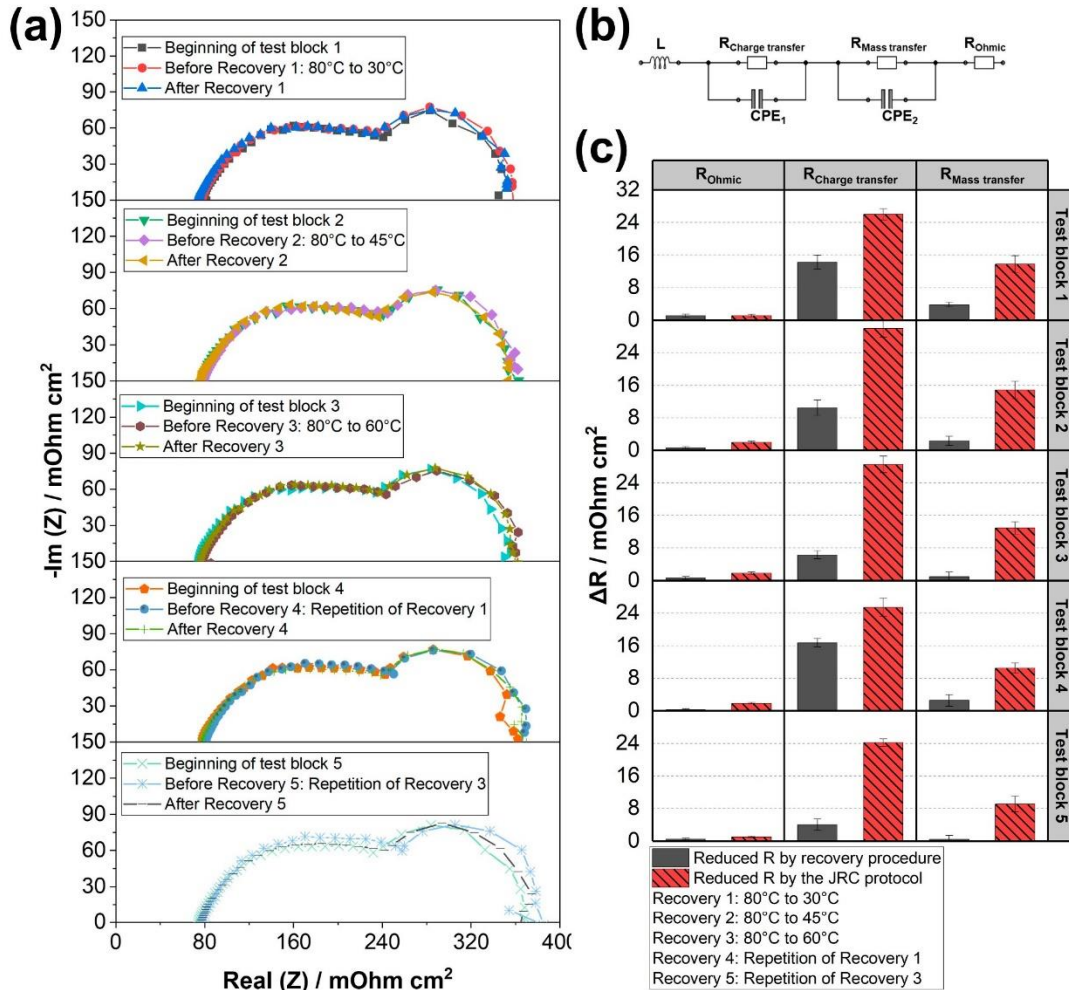 (a)
-Im (Z) / mOhm cm²
150
120
90
60
30
Beginning of test block 1
Before Recovery 1: 80°C to 30°C
After Recovery 1
150
120
90
60
30
Beginning of test block 2
Before Recovery 2: 80°C to 45°C
After Recovery 2
150
120
90
60
30
Beginning of test block 3
Before Recovery 3: 80°C to 60°C
After Recovery 3
150
120
90
60
30
Beginning of test block 4
Before Recovery 4: Repetition of Recovery 1
After Recovery 4
150
120
90
60
30
0
Beginning of test block 5
Before Recovery 5: Repetition of Recovery 3
After Recovery 5
0 80 160 240 320 400
Real (Z) / mOhm cm²
(b)
L R Charge transfer R Mass transfer R Ohmic
CPE₁ CPE₂
(c)
ΔR / mOhm cm²
R Ohmic R Charge transfer R Mass transfer
32
24
16
8
0
Test block 1
24
16
8
0
Test block 2
24
16
8
0
Test block 3
24
16
8
0
Test block 4
24
16
8
0
Test block 5
Reduced R by recovery procedure
Reduced R by the JRC protocol
Recovery 1: 80°C to 30°C
Recovery 2: 80°C to 45°C
Recovery 3: 80°C to 60°C
Recovery 4: Repetition of Recovery 1
Recovery 5: Repetition of Recovery 3